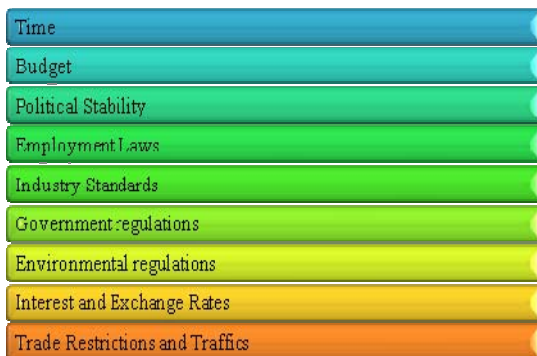 Time
Budget
Political Stability
Employment Laws
Industry Standards
Government regulations
Environmental regulations
Interest and Exchange Rates
Trade Restrictions and Traffics